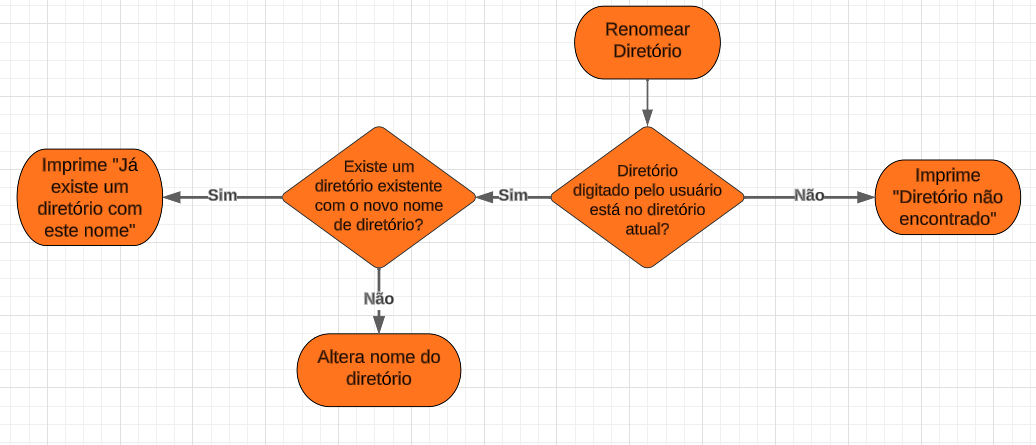 Renomear
Diretório
Imprime "Já
existe um
diretório com
este nome"
Sim
Existe um
diretório existente
com o novo nome
de diretório?
Sim
Diretório
digitado pelo usuário
está no diretório
atual?
Não
Imprime
"Diretório não
encontrado"
Não
Altera nome do
diretório